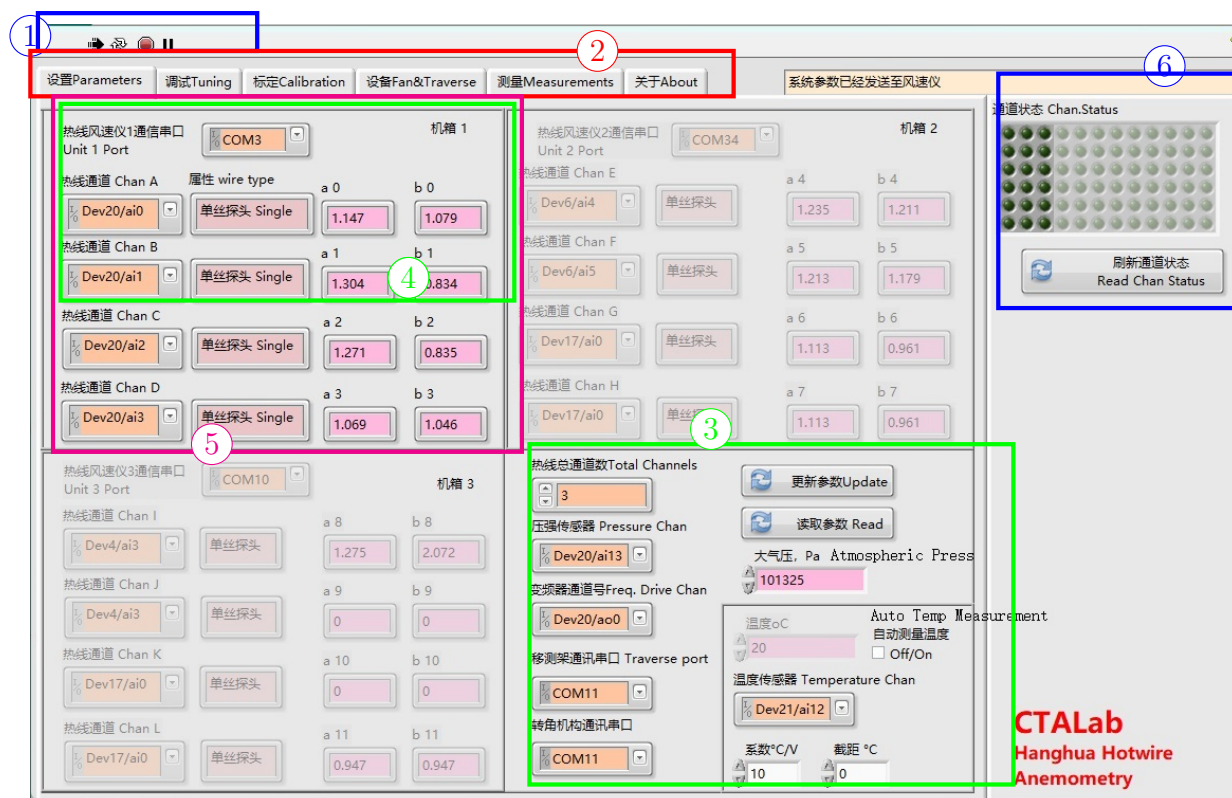 ①
②
设置Parameters 调试Tuning 标定Calibration 设备Fan&Traverse 测量Measurements 关于About
系统参数已经发送至风速仪
⑥
通道状态 Chan.Status
刷新通道状态
Read Chan Status
热线风速仪1通信串口
Unit 1 Port
COM3
机箱 1
热线通道 Chan A 属性 wire type a 0 b 0
Dev20/ai0 单丝探头 Single 1.147 1.079
热线通道 Chan B a 1 b 1
Dev20/ai1 单丝探头 Single 1.304 ④ 0.834
热线通道 Chan C a 2 b 2
Dev20/ai2 单丝探头 Single 1.271 0.835
热线通道 Chan D a 3 b 3
Dev20/ai3 单丝探头 Single 1.069 1.046
⑤
热线风速仪2通信串口
Unit 2 Port
COM34
机箱 2
热线通道 Chan E a 4 b 4
Dev6/ai4 单丝探头 1.235 1.211
热线通道 Chan F a 5 b 5
Dev6/ai5 单丝探头 1.213 1.179
热线通道 Chan G a 6 b 6
Dev17/ai0 单丝探头 1.113 0.961
热线通道 Chan H a 7 b 7
Dev17/ai0 单丝探头 1.113 0.961
③
热线风速仪3通信串口
Unit 3 Port
COM10
机箱 3
热线通道 Chan I a 8 b 8
Dev4/ai3 单丝探头 1.275 2.072
热线通道 Chan J a 9 b 9
Dev4/ai3 单丝探头 0 0
热线通道 Chan K a 10 b 10
Dev17/ai0 单丝探头 0 0
热线通道 Chan L a 11 b 11
Dev17/ai0 单丝探头 0.947 0.947
热线总通道数Total Channels
3
压强传感器 Pressure Chan
Dev20/ai13
变频器通道号Freq. Drive Chan
Dev20/ao0
移测架通讯串口 Traverse port
COM11
转角机构通讯串口
COM11
更新参数Update
读取参数 Read
大气压, Pa Atmospheric Press
101325
温度oC
20
Auto Temp Measurement
自动测量温度
Off/On
温度传感器 Temperature Chan
Dev21/ai12
系数°C/V 截距 °C
10 0
CTALab
Hanghua Hotwire
Anemometry